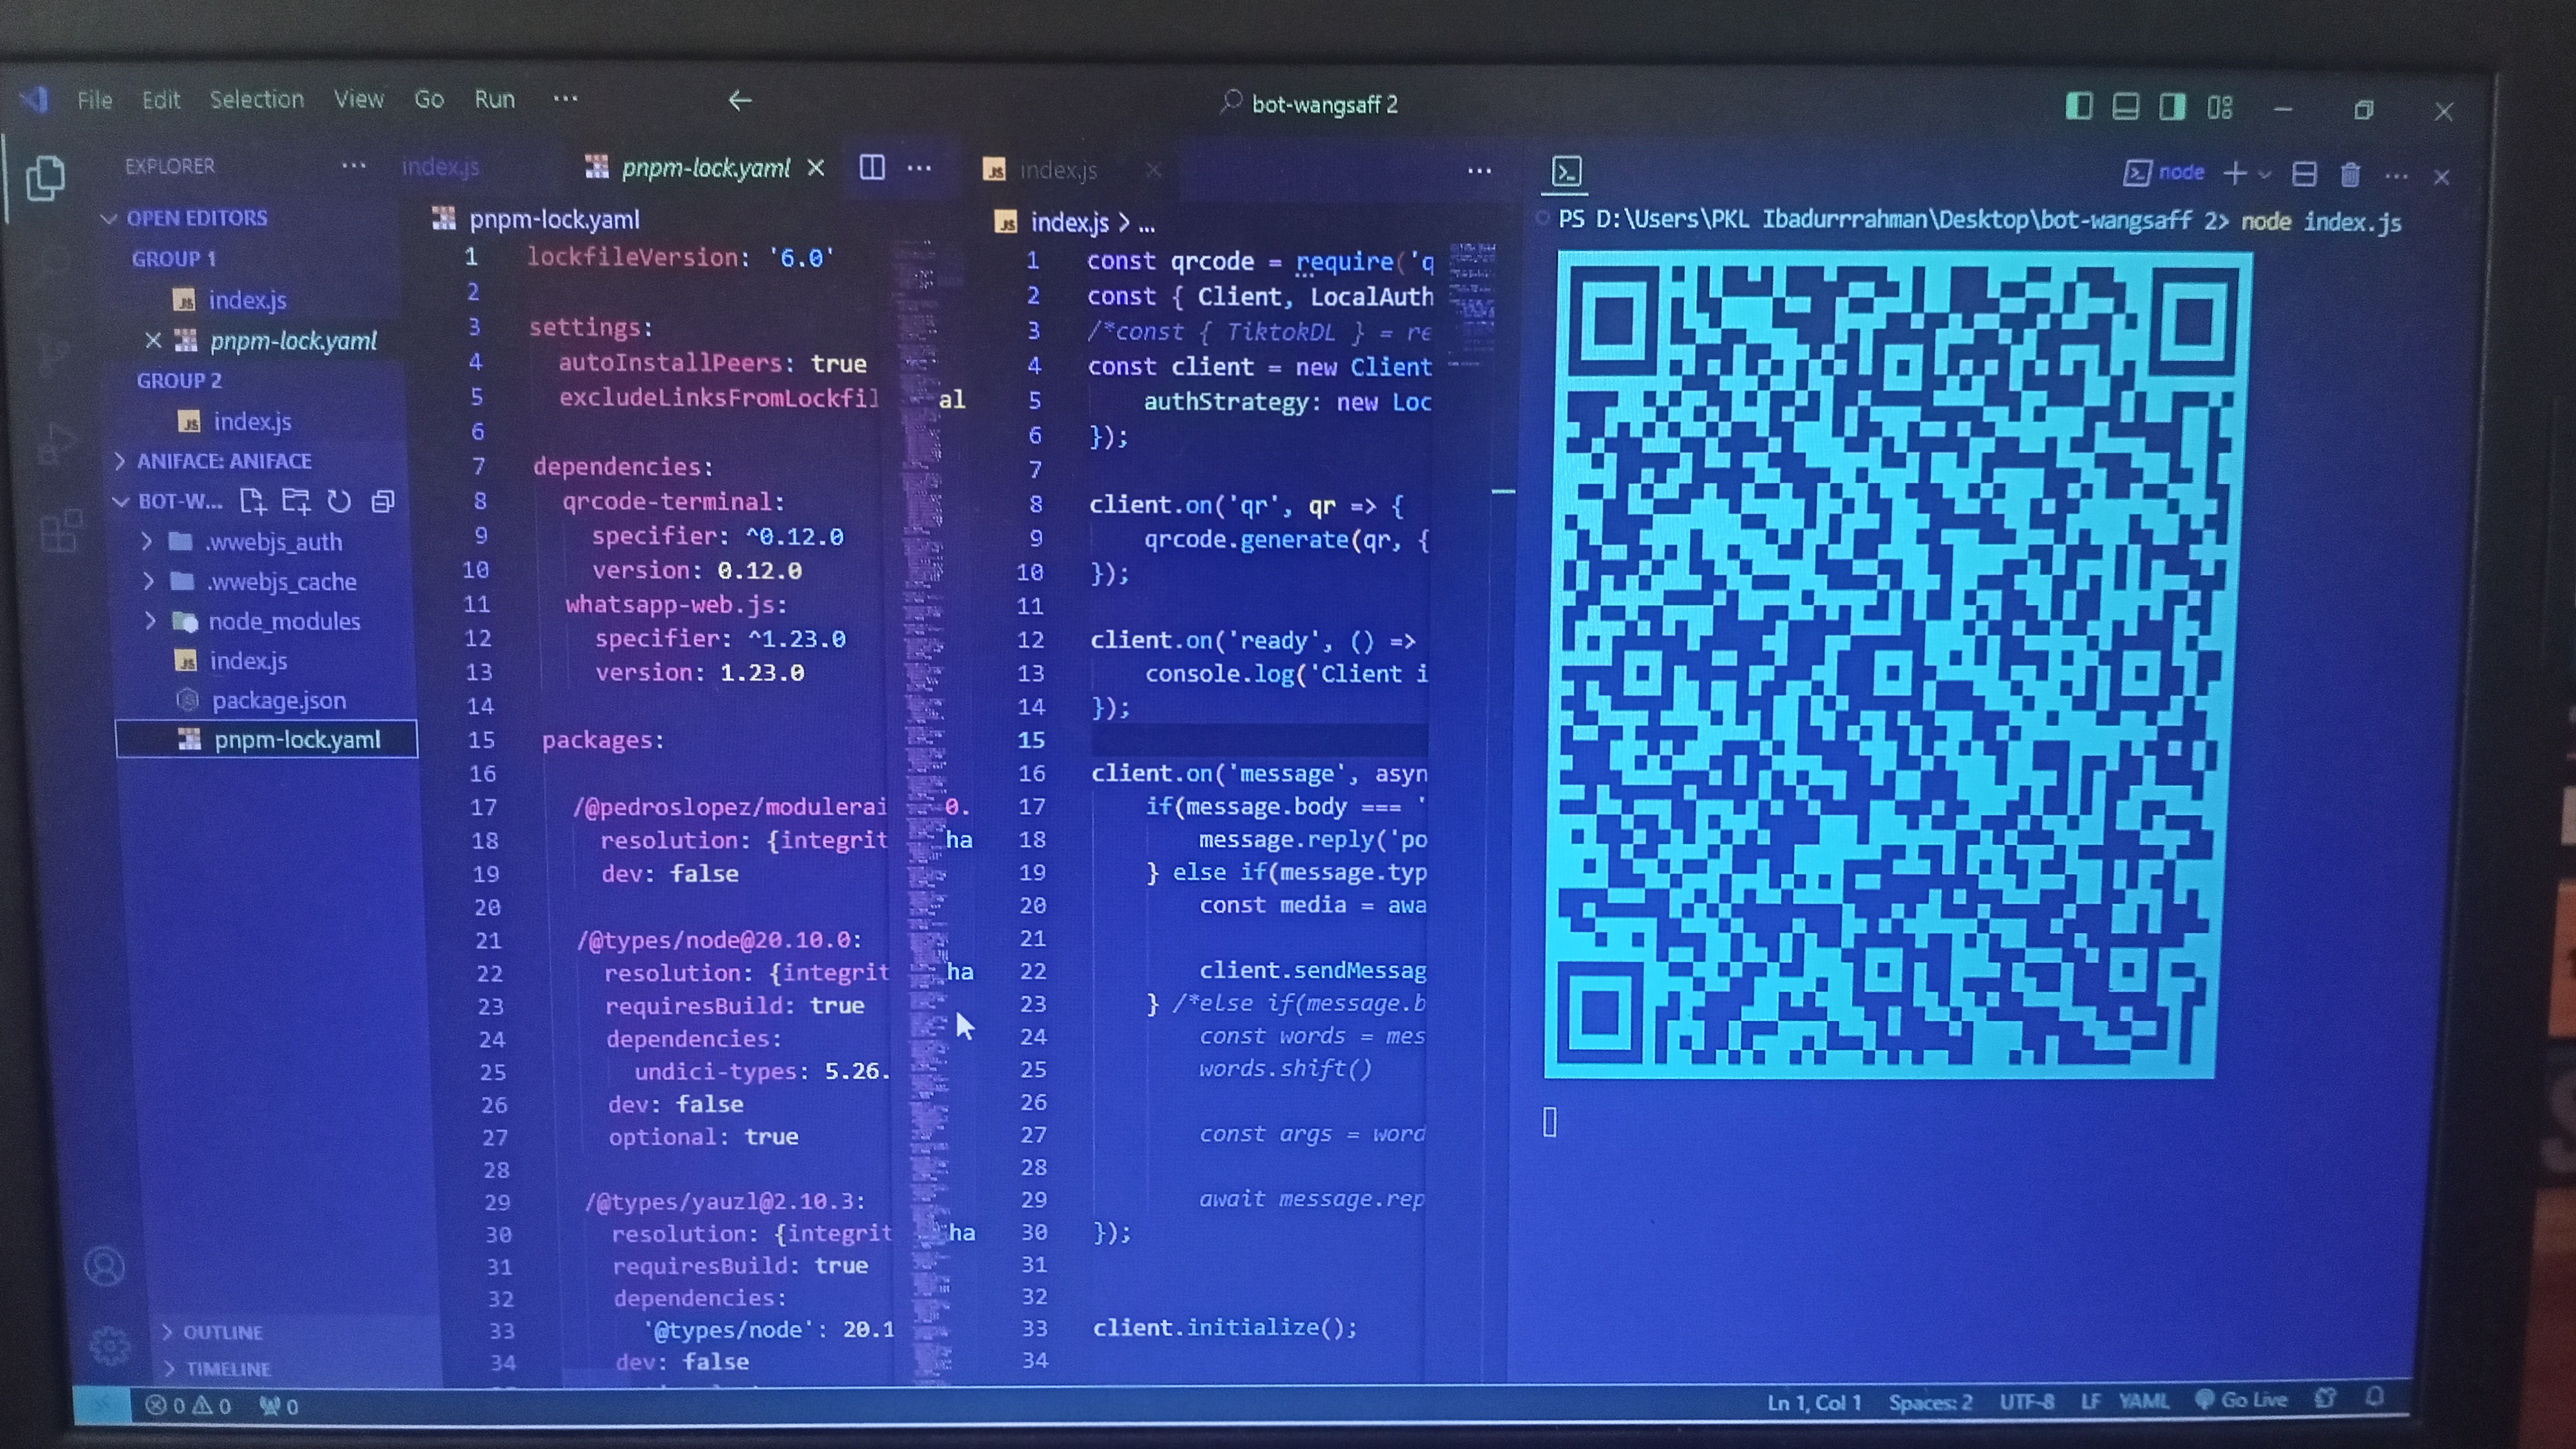 File Edit Selection View Go Run ...
bot-wangsaff 2
EXPLORER ...
OPEN EDITORS
GROUP 1
index.js
pnpm-lock.yaml
GROUP 2
index.js
ANIFACE: ANIFACE
BOT-W...
.wwebjs_auth
.wwebjs_cache
node_modules
index.js
package.json
pnpm-lock.yaml
OUTLINE
TIMELINE
index.js
pnpm-lock.yaml
pnpm-lock.yaml
1 lockfileVersion: '6.0'
2
3 settings:
4 autoInstallPeers: true
5 excludeLinksFromLockfil al
6
7 dependencies:
8 qrcode-terminal:
9 specifier: ^0.12.0
10 version: 0.12.0
11 whatsapp-web.js:
12 specifier: ^1.23.0
13 version: 1.23.0
14
15 packages:
16
17 /@pedroslopez/modulerai 0.
18 resolution: {integrit ha
19 dev: false
20
21 /@types/node@20.10.0:
22 resolution: {integrit ha
23 requiresBuild: true
24 dependencies:
25 undici-types: 5.26.
26 dev: false
27 optional: true
28
29 /@types/yauzl@2.10.3:
30 resolution: {integrit ha
31 requiresBuild: true
32 dependencies:
33 '@types/node': 20.1
34 dev: false
JS index.js
JS index.js > ...
1 const qrcode = require('q
2 const { Client, LocalAuth
3 /*const { TiktokDL } = re
4 const client = new Client
5 authStrategy: new Loc
6 });
7
8 client.on('qr', qr => {
9 qrcode.generate(qr, {
10 });
11
12 client.on('ready', () =>
13 console.log('Client i
14 });
15
16 client.on('message', asyn
17 if(message.body === '
18 message.reply('po
19 } else if(message.typ
20 const media = awa
21
22 client.sendMessag
23 } /*else if(message.b
24 const words = mes
25 words.shift()
26
27 const args = word
28
29 await message.rep
30 });
31
32
33 client.initialize();
34
node
PS D:\Users\PKL Ibadurrrahman\Desktop\bot-wangsaff 2> node index.js
0 0 0
Ln 1, Col 1 Spaces: 2 UTF-8 LF YAML Go Live